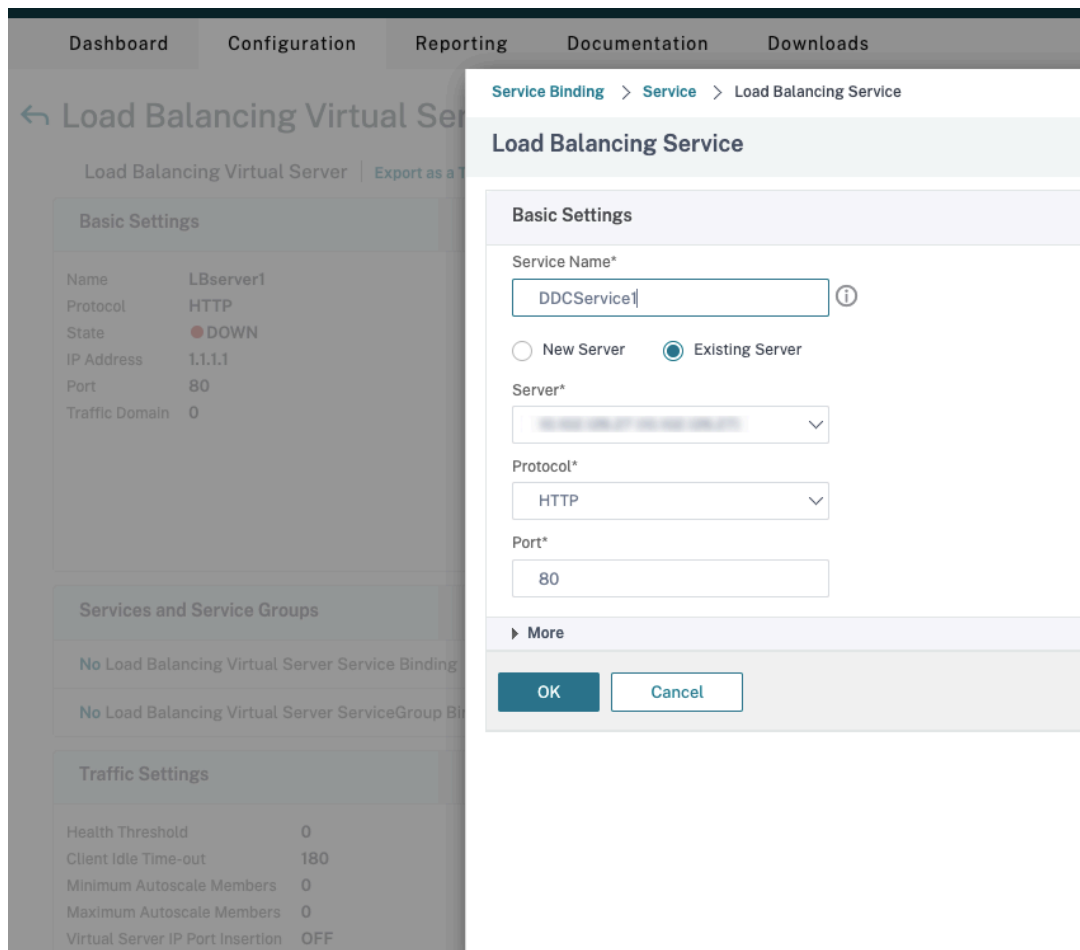 Dashboard Configuration Reporting Documentation Downloads
Load Balancing Virtual Ser
Load Balancing Virtual Server Export as a T
Basic Settings
Name LBserver1
Protocol HTTP
State DOWN
IP Address 1.1.1.1
Port 80
Traffic Domain 0
Services and Service Groups
No Load Balancing Virtual Server Service Binding
No Load Balancing Virtual Server ServiceGroup Bin
Traffic Settings
Health Threshold 0
Client Idle Time-out 180
Minimum Autoscale Members 0
Maximum Autoscale Members 0
Virtual Server IP Port Insertion OFF
Service Binding > Service > Load Balancing Service
Load Balancing Service
Basic Settings
Service Name*
DDCService1
New Server Existing Server
Server*
Protocol*
HTTP
Port*
80
More
OK Cancel